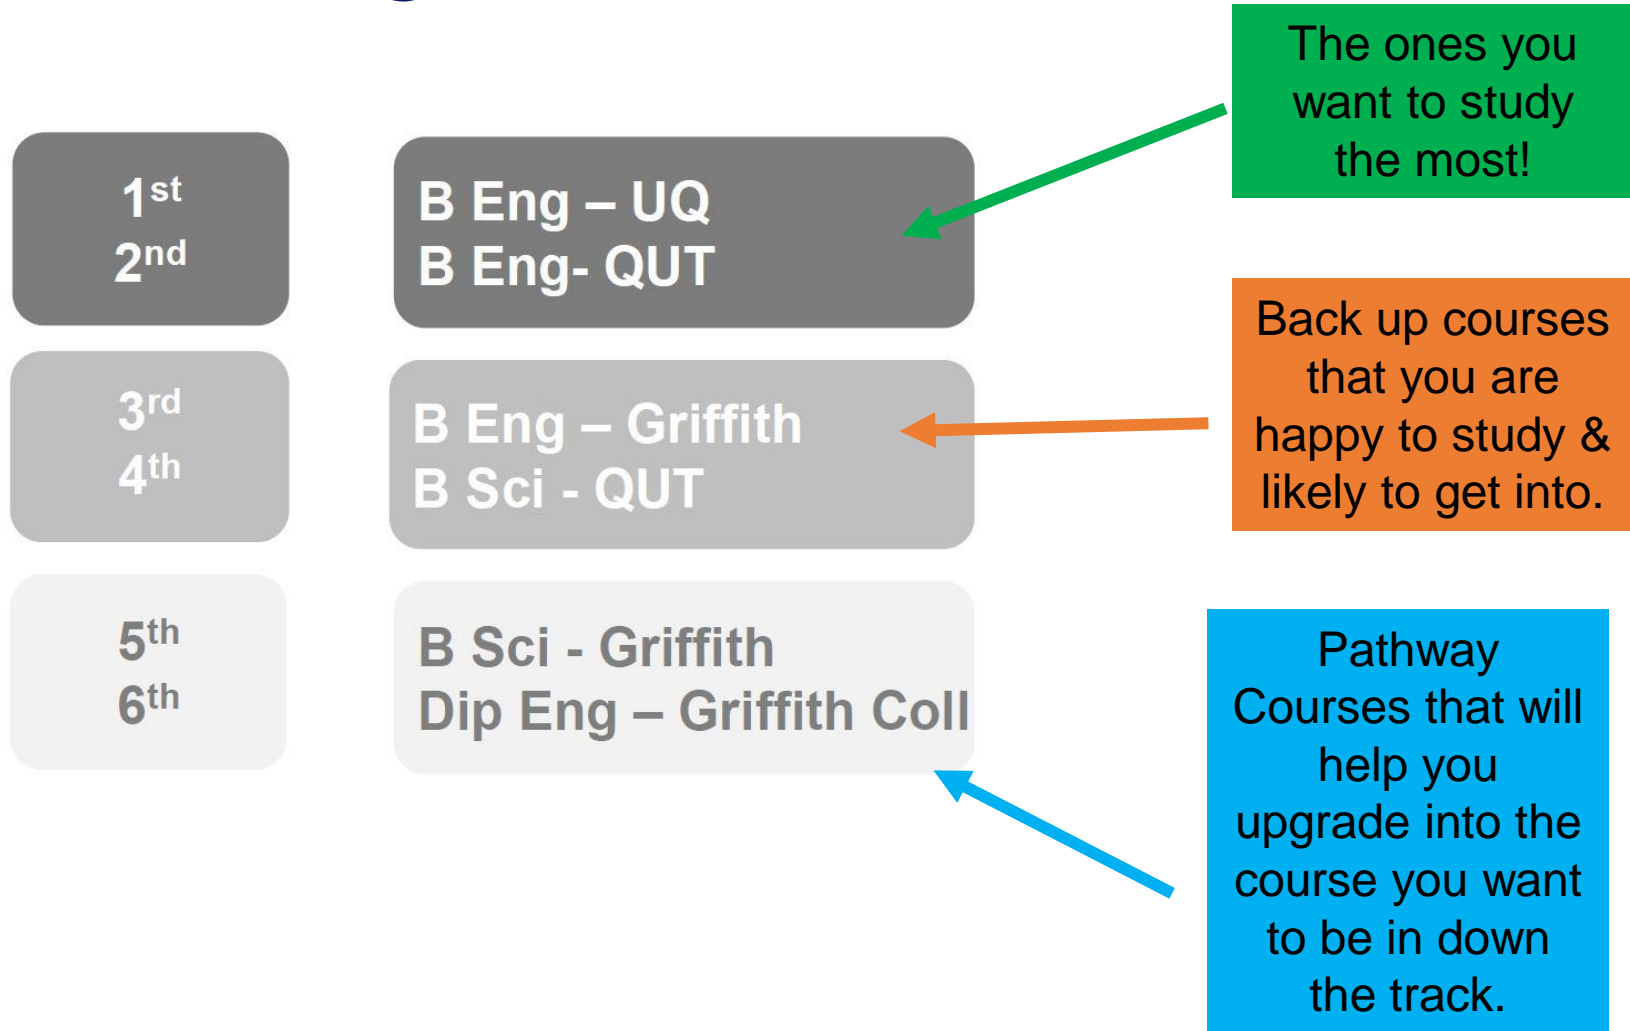 The ones you
want to study
the most!
1st
2nd
B Eng – UQ
B Eng- QUT
Back up courses
that you are
happy to study &
likely to get into.
3rd
4th
B Eng – Griffith
B Sci - QUT
5th
6th
B Sci - Griffith
Dip Eng – Griffith Coll
Pathway
Courses that will
help you
upgrade into the
course you want
to be in down
the track.